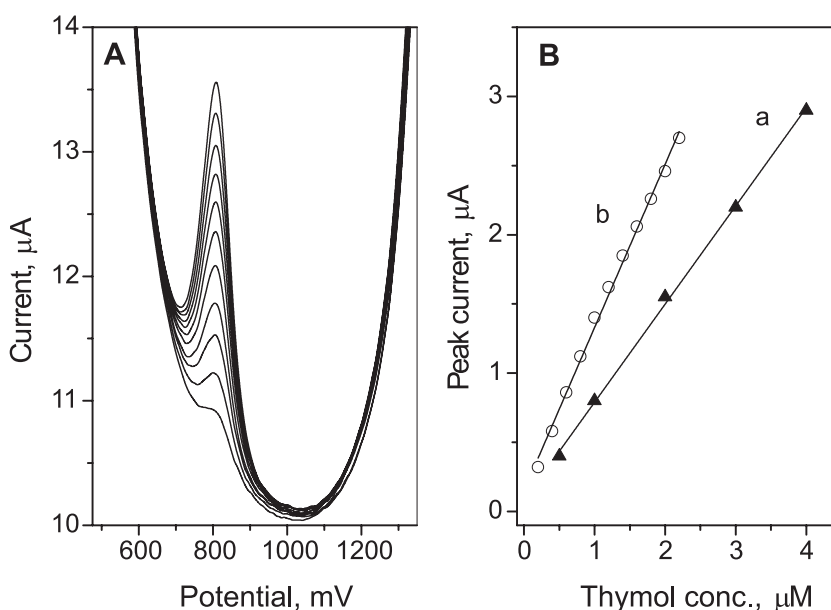 A
14
13
12
11
10
Current, μA
600 800 1000 1200
Potential, mV
B
3
2
1
0
Peak current, μA
a
b
0 1 2 3 4
Thymol conc., μM